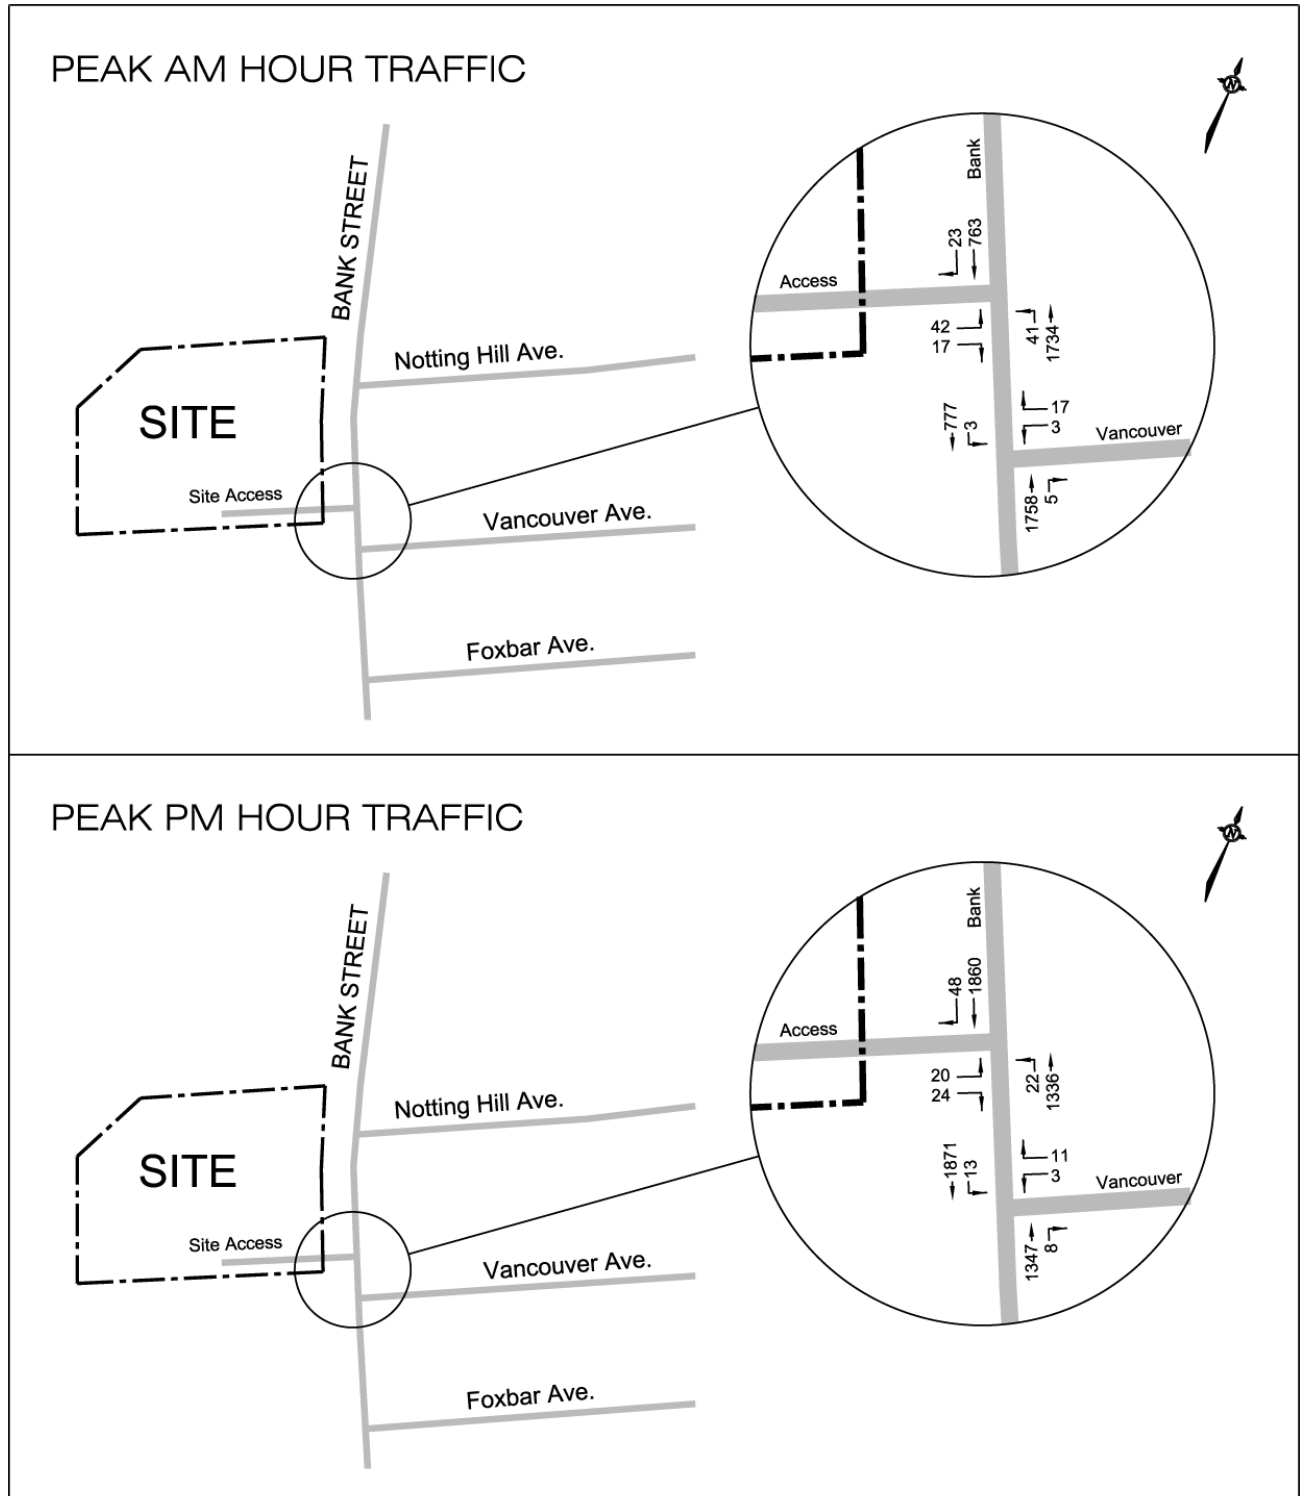 PEAK AM HOUR TRAFFIC
N
BANK STREET
Notting Hill Ave.
SITE
Site Access
Vancouver Ave.
Foxbar Ave.
Bank
23
763
Access
42
17
41
1734
777
3
17
3
Vancouver
1758
5
PEAK PM HOUR TRAFFIC
N
BANK STREET
Notting Hill Ave.
SITE
Site Access
Vancouver Ave.
Foxbar Ave.
Bank
48
1860
Access
20
24
22
1336
1871
13
11
3
Vancouver
1347
8